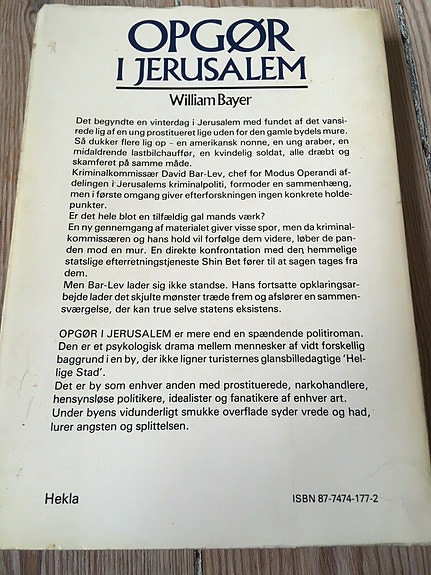 OPGØR
I JERUSALEM
William Bayer
Det begyndte en vinterdag i Jerusalem med fundet af det vansi-
rede lig af en ung prostitueret lige uden for den gamle bydels mure.
Så dukker flere lig op – en amerikansk nonne, en ung araber, en
midaldrende lastbilchauffør, en kvindelig soldat, alle dræbt og
skamferet på samme måde.
Kriminalkommissær David Bar-Lev, chef for Modus Operandi af-
delingen i Jerusalems kriminalpoliti, formoder en sammenhæng,
men i første omgang giver efterforskningen ingen konkrete holde-
punkter.
Er det hele blot en tilfældig gal mands værk?
En ny gennemgang af materialet giver visse spor, men da kriminal-
kommissæren og hans hold vil forfølge dem videre, løber de pan-
den mod en mur. En direkte konfrontation med den hemmelige
statslige efterretningstjeneste Shin Bet fører til at sagen tages fra
dem.
Men Bar-Lev lader sig ikke standse. Hans fortsatte opklaringsar-
bejde lader det skjulte mønster træde frem og afslører en sammen-
sværgelse, der kan true selve statens eksistens.
OPGØR I JERUSALEM er mere end en spændende politiroman.
Den er et psykologisk drama mellem mennesker af vidt forskellig
baggrund i en by, der ikke ligner turisternes glansbilledagtige 'Hel-
lige Stad'.
Det er by som enhver anden med prostituerede, narkohandlere,
hensynsløse politikere, idealister og fanatikere af enhver art.
Under byens vidunderligt smukke overflade syder vrede og had,
lurer angsten og splittelsen.
Hekla
ISBN 87-7474-177-2